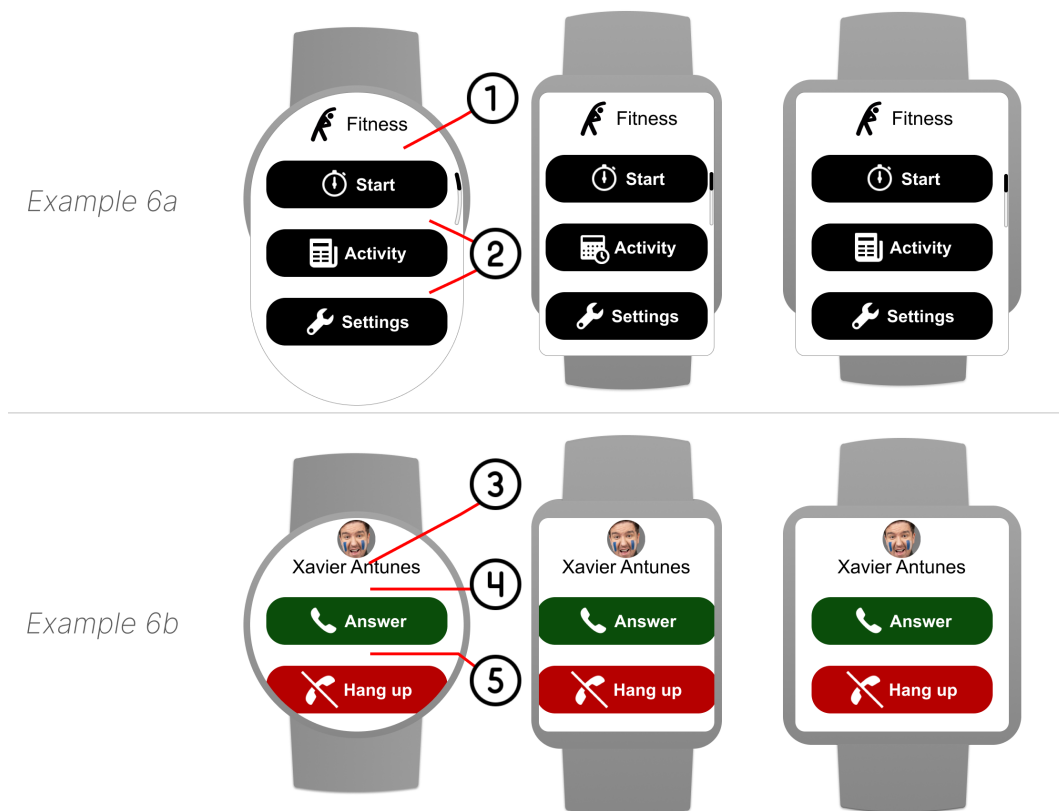 Example 6a
1
2
Fitness
Start
Activity
Settings
Fitness
Start
Activity
Settings
Fitness
Start
Activity
Settings
Example 6b
3
4
5
Xavier Antunes
Answer
Hang up
Xavier Antunes
Answer
Hang up
Xavier Antunes
Answer
Hang up